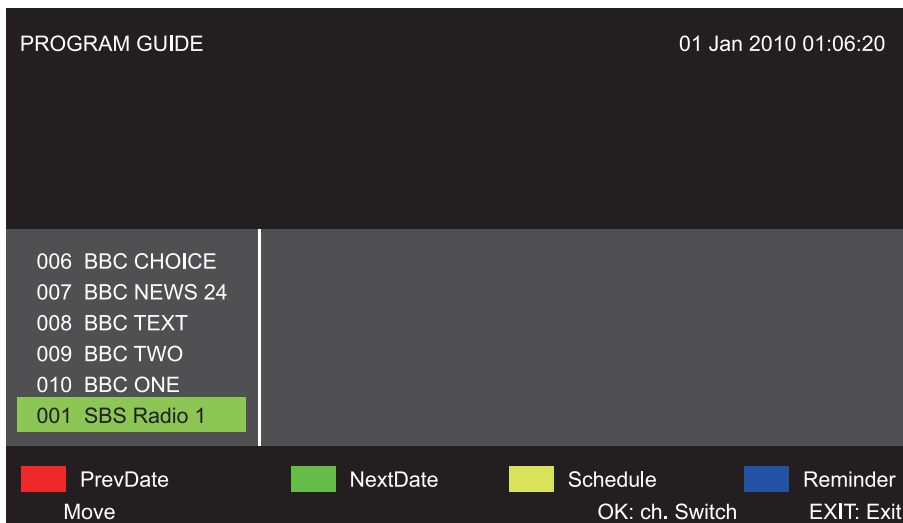 PROGRAM GUIDE 01 Jan 2010 01:06:20
006 BBC CHOICE
007 BBC NEWS 24
008 BBC TEXT
009 BBC TWO
010 BBC ONE
001 SBS Radio 1
PrevDate NextDate Schedule Reminder
Move OK: ch. Switch EXIT: Exit